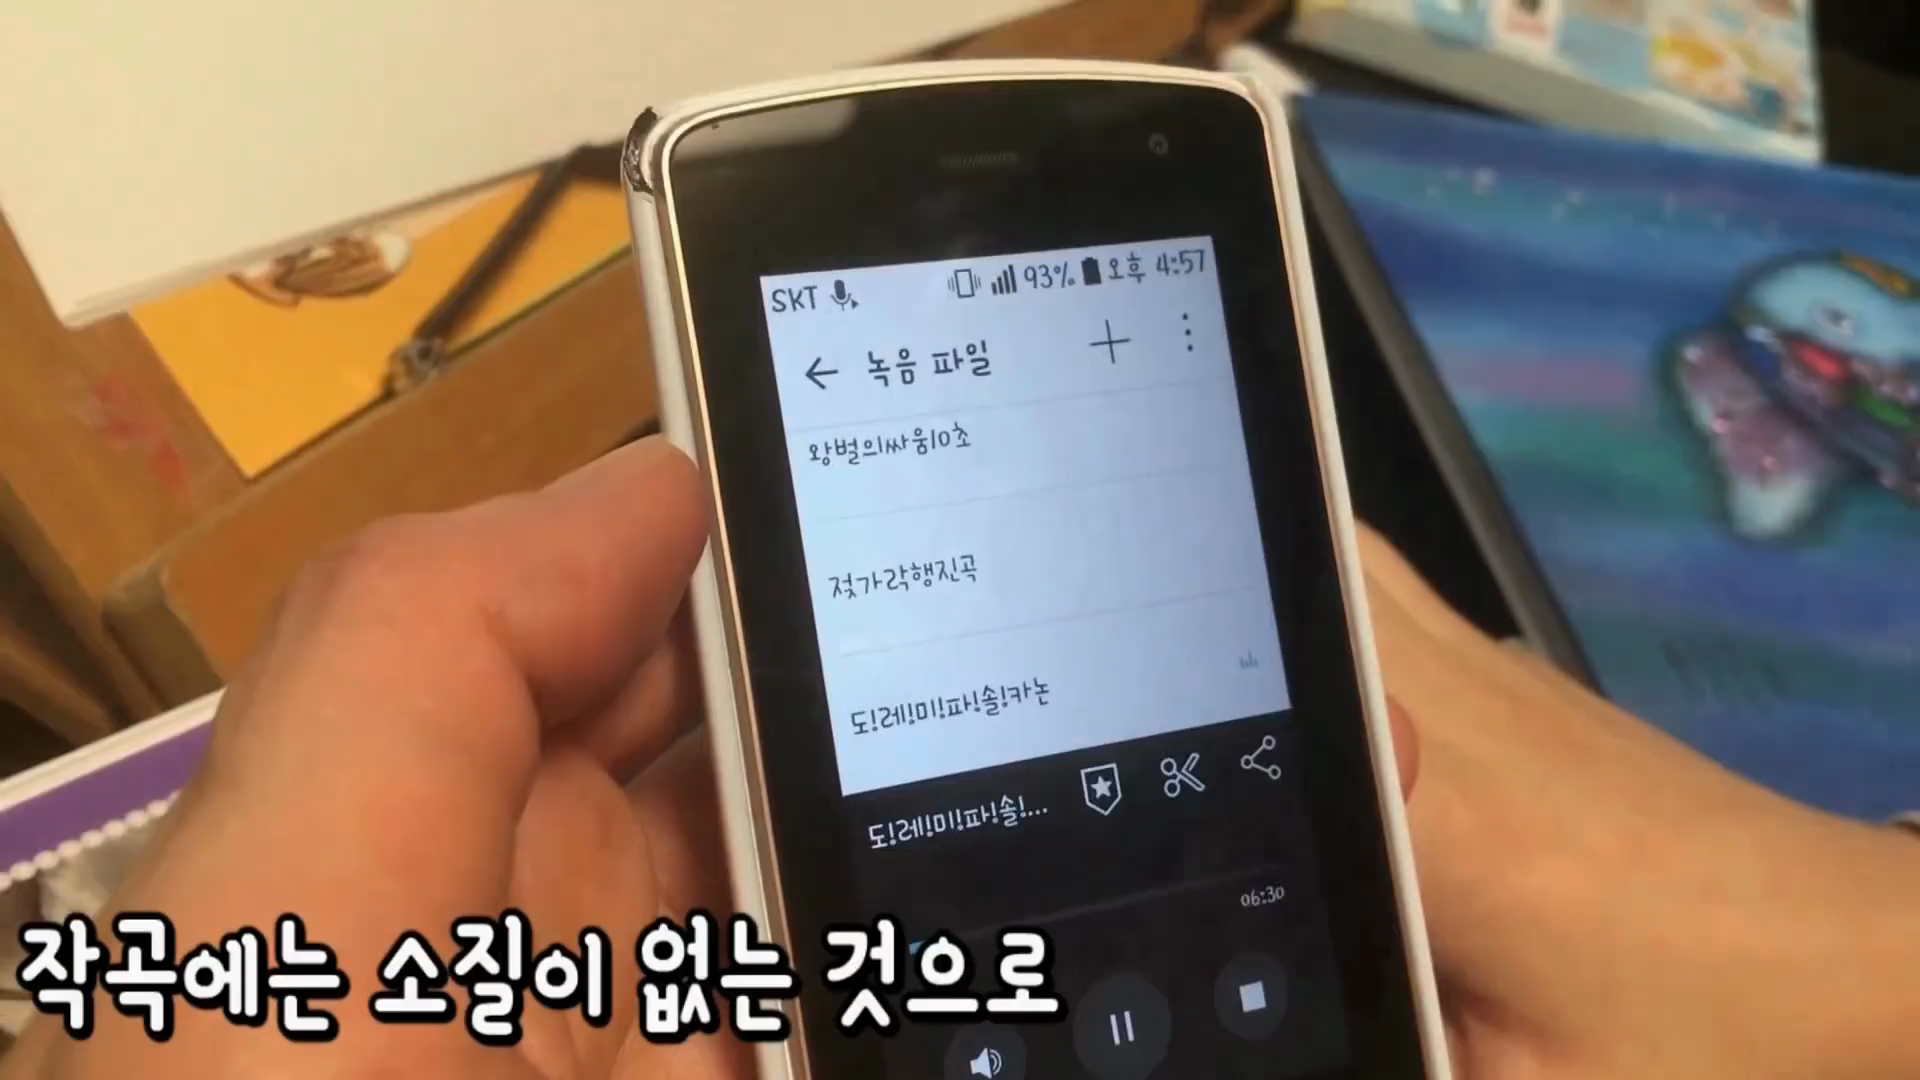 SKT 93% 오후 4:57
녹음 파일
왕벌의싸움10초
젓가락행진곡
도!레!미!파!솔!카논
도!레!미!파!솔!...
06:30
작곡에는 소질이 없는 것으로